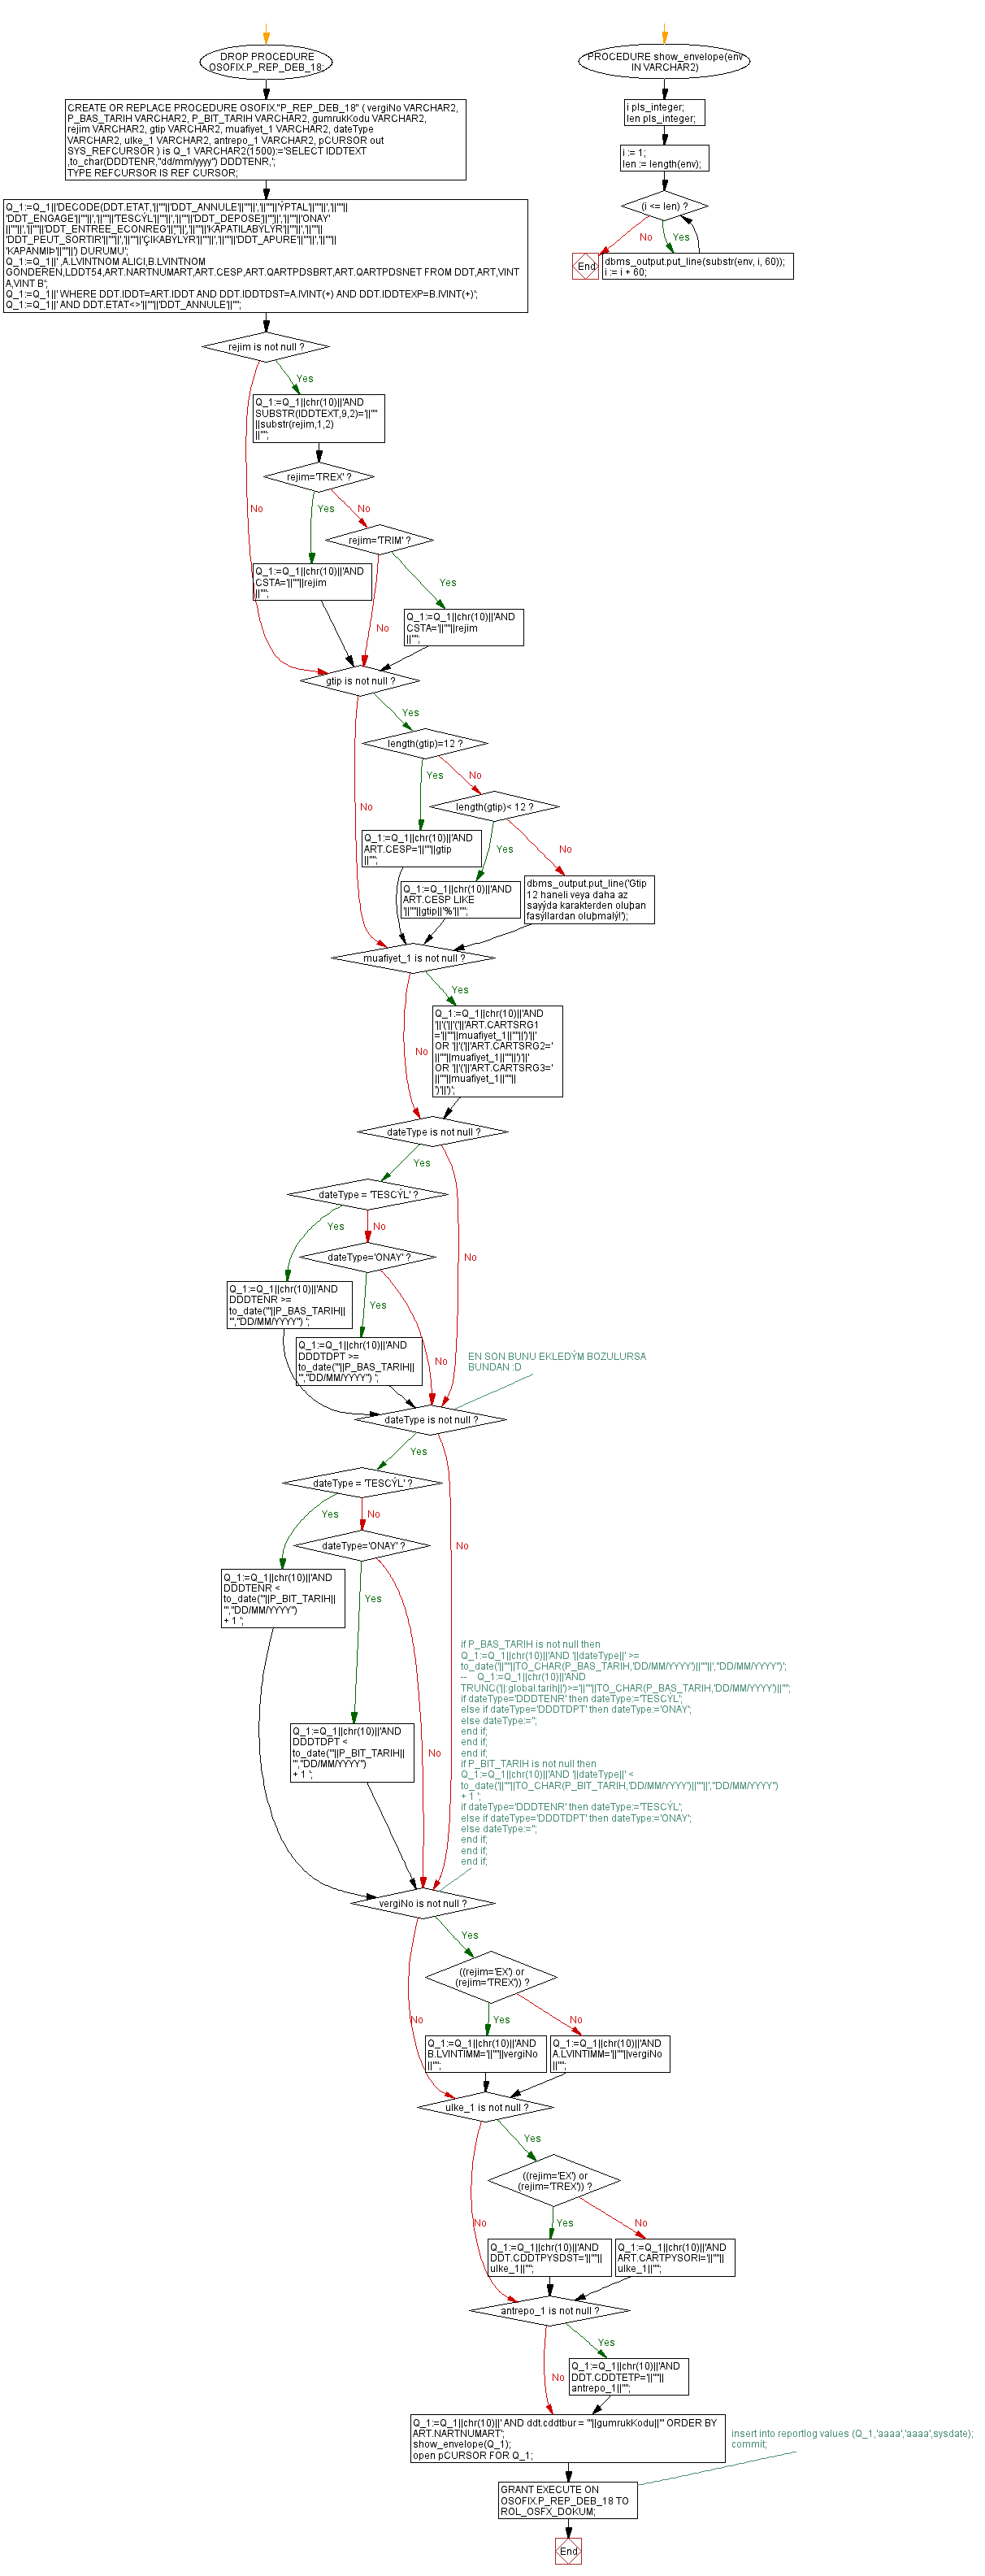 DROP PROCEDURE
OSOFIX.P_REP_DEB_18;
CREATE OR REPLACE PROCEDURE OSOFIX."P_REP_DEB_18" ( vergiNo VARCHAR2,
P_BAS_TARIH VARCHAR2, P_BIT_TARIH VARCHAR2, gumrukKodu VARCHAR2,
rejim VARCHAR2, gtip VARCHAR2, muafiyet_1 VARCHAR2, dateType
VARCHAR2, ulke_1 VARCHAR2, antrepo_1 VARCHAR2, pCURSOR out
SYS_REFCURSOR ) is Q_1 VARCHAR2(1500):='SELECT IDDTEXT
,to_char(DDDTENR,''dd/mm/yyyy'') DDDTENR,';
TYPE REFCURSOR IS REF CURSOR;
Q_1:=Q_1||'DECODE(DDT.ETAT,'||''''||'DDT_ANNULE'||''''||','||''''||'ÝPTAL'||''''||','||''''||
'DDT_ENGAGE'||''''||','||''''||'TESCÝL'||''''||','||''''||'DDT_DEPOSE'||''''||','||''''||'ONAY'
||''''||','||''''||'DDT_ENTREE_ECONREG'||''''||','||''''||'KAPATILABÝLÝR'||''''||','||''''||
'DDT_PEUT_SORTIR'||''''||','||''''||'ÇIKABÝLÝR'||''''||','||''''||'DDT_APURE'||''''||','||''''||
'KAPANMIÞ'||''''||') DURUMU';
Q_1:=Q_1||' ,A.LVINTNOM ALICI,B.LVINTNOM
GONDEREN,LDDT54,ART.NARTNUMART,ART.CESP,ART.QARTPDSBRT,ART.QARTPDSNET FROM DDT,ART,VINT
A,VINT B';
Q_1:=Q_1||' WHERE DDT.IDDT=ART.IDDT AND DDT.IDDTDST=A.IVINT(+) AND DDT.IDDTEXP=B.IVINT(+)';
Q_1:=Q_1||' AND DDT.ETAT<>'||''''||'DDT_ANNULE'||'''';
rejim is not null ?
Yes
Q_1:=Q_1||chr(10)||'AND
SUBSTR(IDDTEXT,9,2)='||''''
||substr(rejim,1,2)
||'''';
rejim='TREX' ?
No
Yes
No
rejim='TRIM' ?
Q_1:=Q_1||chr(10)||'AND
CSTA='||''''||rejim
||'''';
Yes
Q_1:=Q_1||chr(10)||'AND
CSTA='||''''||rejim
||'''';
No
gtip is not null ?
Yes
length(gtip)=12 ?
Yes
No
No
length(gtip)< 12 ?
Q_1:=Q_1||chr(10)||'AND
ART.CESP='||''''||gtip
||'''';
Yes
No
Q_1:=Q_1||chr(10)||'AND
ART.CESP LIKE
'||''''||gtip||'%'||'''';
dbms_output.put_line('Gtip
12 haneli veya daha az
sayýda karakterden oluþan
fasýllardan oluþmalý!');
muafiyet_1 is not null ?
Yes
Q_1:=Q_1||chr(10)||'AND
'||'('||'('||'ART.CARTSRG1
='||''''||muafiyet_1||''''||')'||'
OR '||'('||'ART.CARTSRG2='
||''''||muafiyet_1||''''||')'||'
OR '||'('||'ART.CARTSRG3='
||''''||muafiyet_1||''''||
')'||')';
No
dateType is not null ?
Yes
dateType = 'TESCÝL' ?
Yes
No
dateType='ONAY' ?
No
Q_1:=Q_1||chr(10)||'AND
DDDTENR >=
to_date('''||P_BAS_TARIH||
''',''DD/MM/YYYY'') ';
Yes
Q_1:=Q_1||chr(10)||'AND
DDDTDPT >=
to_date('''||P_BAS_TARIH||
''',''DD/MM/YYYY'') ';
No
EN SON BUNU EKLEDÝM BOZULURSA
BUNDAN :D
dateType is not null ?
Yes
dateType = 'TESCÝL' ?
Yes
No
dateType='ONAY' ?
No
Q_1:=Q_1||chr(10)||'AND
DDDTENR <
to_date('''||P_BIT_TARIH||
''',''DD/MM/YYYY'')
+ 1 ';
Yes
Q_1:=Q_1||chr(10)||'AND
DDDTDPT <
to_date('''||P_BIT_TARIH||
''',''DD/MM/YYYY'')
+ 1 ';
No
if P_BAS_TARIH is not null then
Q_1:=Q_1||chr(10)||'AND '||dateType||' >=
to_date('||''''||TO_CHAR(P_BAS_TARIH,'DD/MM/YYYY')||''''||',''DD/MM/YYYY'')';
--    Q_1:=Q_1||chr(10)||'AND
TRUNC('||:global.tarih||')>='||''''||TO_CHAR(P_BAS_TARIH,'DD/MM/YYYY')||'''';
if dateType='DDDTENR' then dateType:='TESCÝL';
else if dateType='DDDTDPT' then dateType:='ONAY';
else dateType:='';
end if;
end if;
end if;
if P_BIT_TARIH is not null then
Q_1:=Q_1||chr(10)||'AND '||dateType||' <
to_date('||''''||TO_CHAR(P_BIT_TARIH,'DD/MM/YYYY')||''''||',''DD/MM/YYYY'')
+ 1 ';
if dateType='DDDTENR' then dateType:='TESCÝL';
else if dateType='DDDTDPT' then dateType:='ONAY';
else dateType:='';
end if;
end if;
end if;
vergiNo is not null ?
Yes
((rejim='EX') or
(rejim='TREX')) ?
No
Yes
No
Q_1:=Q_1||chr(10)||'AND
B.LVINTIMM='||''''||vergiNo
||'''';
Q_1:=Q_1||chr(10)||'AND
A.LVINTIMM='||''''||vergiNo
||'''';
ulke_1 is not null ?
Yes
((rejim='EX') or
(rejim='TREX')) ?
No
Yes
No
Q_1:=Q_1||chr(10)||'AND
DDT.CDDTPYSDST='||''''||
ulke_1||'''';
Q_1:=Q_1||chr(10)||'AND
ART.CARTPYSORI='||''''||
ulke_1||'''';
antrepo_1 is not null ?
Yes
No
Q_1:=Q_1||chr(10)||'AND
DDT.CDDTETP='||''''||
antrepo_1||'''';
Q_1:=Q_1||chr(10)||' AND ddt.cddtbur = '''||gumrukKodu||''' ORDER BY
ART.NARTNUMART';
show_envelope(Q_1);
open pCURSOR FOR Q_1;
insert into reportlog values (Q_1,'aaaa','aaaa',sysdate);
commit;
GRANT EXECUTE ON
OSOFIX.P_REP_DEB_18 TO
ROL_OSFX_DOKUM;
End
PROCEDURE show_envelope(env
IN VARCHAR2)
i pls_integer;
len pls_integer;
i := 1;
len := length(env);
(i <= len) ?
No
Yes
End
dbms_output.put_line(substr(env, i, 60));
i := i + 60;